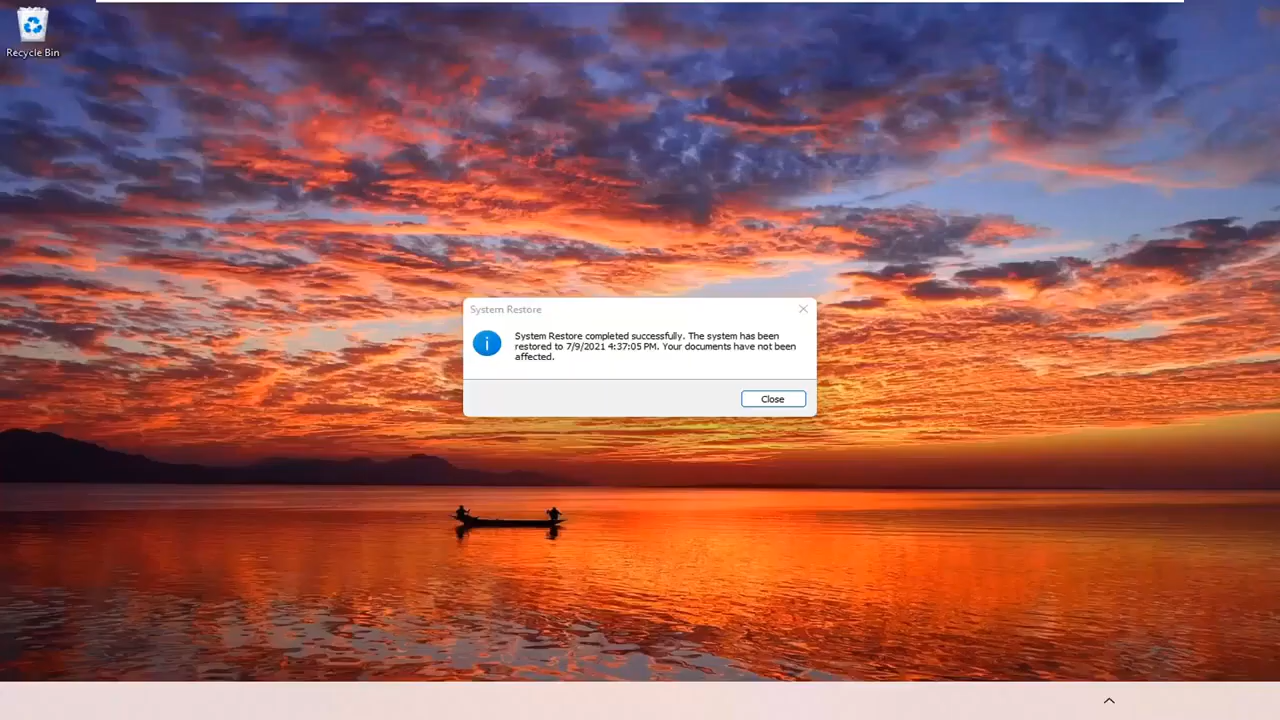 Recycle Bin
System Restore
System Restore completed successfully. The system has been
restored to 7/9/2021 4:37:05 PM. Your documents have not been
affected.
Close